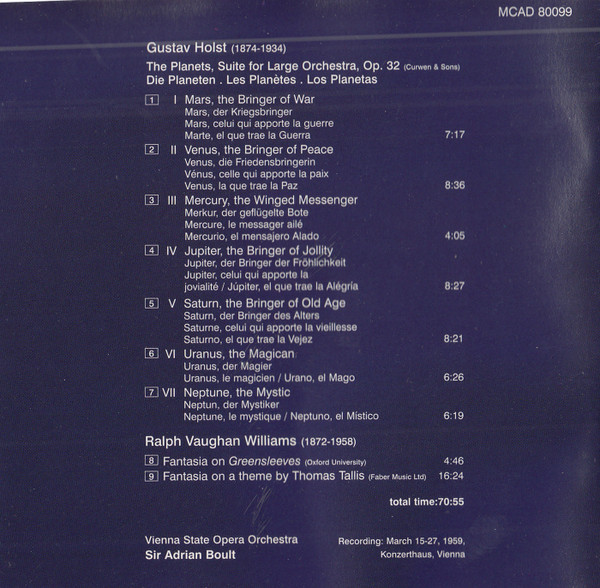 MCAD 80099
Gustav Holst (1874-1934)
The Planets, Suite for Large Orchestra, Op. 32 (Curwen & Sons)
Die Planeten . Les Planètes . Los Planetas
1 I Mars, the Bringer of War
Mars, der Kriegsbringer
Mars, celui qui apporte la guerre
Marte, el que trae la Guerra 7:17
2 II Venus, the Bringer of Peace
Venus, die Friedensbringerin
Vénus, celle qui apporte la paix
Venus, la que trae la Paz 8:36
3 III Mercury, the Winged Messenger
Merkur, der geflügelte Bote
Mercure, le messager ailé
Mercurio, el mensajero Alado 4:05
4 IV Jupiter, the Bringer of Jollity
Jupiter, der Bringer der Fröhlichkeit
Jupiter, celui qui apporte la
jovialité / Júpiter, el que trae la Alégría 8:27
5 V Saturn, the Bringer of Old Age
Saturn, der Bringer des Alters
Saturne, celui qui apporte la vieillesse
Saturno, el que trae la Vejez 8:21
6 VI Uranus, the Magican
Uranus, der Magier
Uranus, le magicien / Urano, el Mago 6:26
7 VII Neptune, the Mystic
Neptun, der Mystiker
Neptune, le mystique / Neptuno, el Místico 6:19
Ralph Vaughan Williams (1872-1958)
8 Fantasia on Greensleeves (Oxford University) 4:46
9 Fantasia on a theme by Thomas Tallis (Faber Music Ltd) 16:24
total time:70:55
Vienna State Opera Orchestra
Sir Adrian Boult
Recording: March 15-27, 1959,
Konzerthaus, Vienna